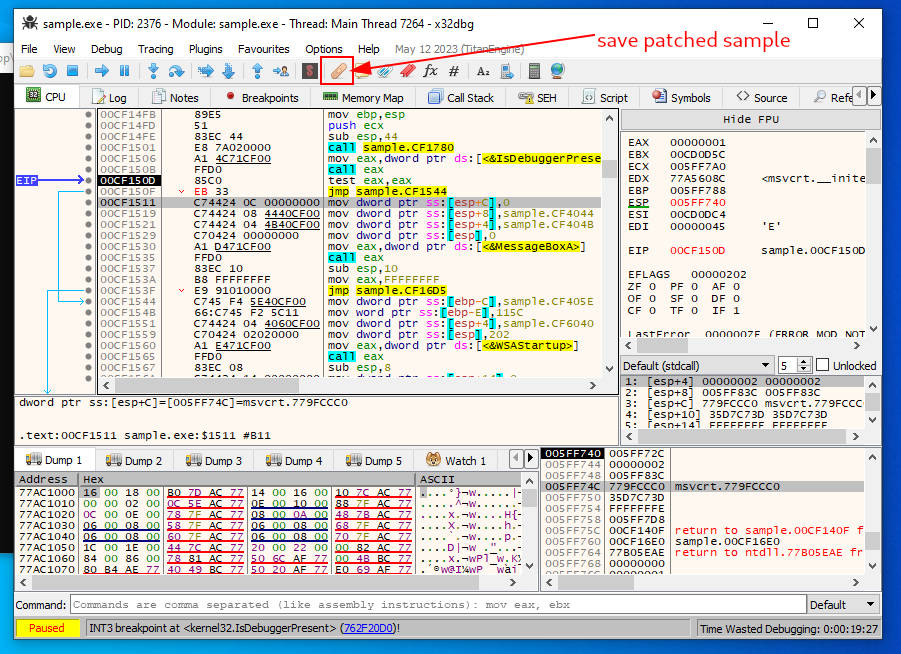 sample.exe - PID: 2376 - Module: sample.exe - Thread: Main Thread 7264 - x32dbg
File View Debug Tracing Plugins Favourites Options Help May 12 2023 (TitanEngine)
save patched sample
CPU Log Notes Breakpoints Memory Map Call Stack SEH Script Symbols Source Refe
Hide FPU
00CF14FB 89E5 mov ebp,esp
00CF14FD 51 push ecx
00CF14FE 83EC 44 sub esp,44
00CF1501 E8 7A020000 call sample.CF1780
00CF1506 A1 4C71CF00 mov eax,dword ptr ds:[<&IsDebuggerPrese
00CF150B FFD0 call eax
EIP 00CF150D 85C0 test eax,eax
00CF150F EB 33 jmp sample.CF1544
00CF1511 C74424 0C 00000000 mov dword ptr ss:[esp+C],0
00CF1519 C74424 08 4440CF00 mov dword ptr ss:[esp+8],sample.CF4044
00CF1521 C74424 04 4B40CF00 mov dword ptr ss:[esp+4],sample.CF404B
00CF1529 C70424 00000000 mov dword ptr ss:[esp],0
00CF1530 A1 D471CF00 mov eax,dword ptr ds:[<&MessageBoxA>]
00CF1535 FFD0 call eax
00CF1537 83EC 10 sub esp,10
00CF153A B8 FFFFFFFF mov eax,FFFFFFFF
00CF153F E9 91010000 jmp sample.CF16D5
00CF1544 C745 F4 5E40CF00 mov dword ptr ss:[ebp-C],sample.CF405E
00CF154B 66:C745 F2 5C11 mov word ptr ss:[ebp-E],115C
00CF1551 C74424 04 4060CF00 mov dword ptr ss:[esp+4],sample.CF6040
00CF1559 C70424 02020000 mov dword ptr ss:[esp],202
00CF1560 A1 E471CF00 mov eax,dword ptr ds:[<&WSAStartup>]
00CF1565 FFD0 call eax
00CF1567 83EC 08 sub esp,8
EAX 00000001
EBX 00CD0D5C
ECX 005FF7A0
EDX 77A5608C <msvcrt.__inite
EBP 005FF788
ESP 005FF740
ESI 00CD0DC4
EDI 00000045 'E'
EIP 00CF150D sample.00CF150D
EFLAGS 00000202
ZF 0 PF 0 AF 0
OF 0 SF 0 DF 0
CF 0 TF 0 IF 1
LastError 0000007F (ERROR_MOD_NOT
Default (stdcall) 5 Unlocked
1: [esp+4] 00000002 00000002
2: [esp+8] 005FF83C 005FF83C
3: [esp+C] 779FCCC0 msvcrt.779FCCC
4: [esp+10] 35D7C73D 35D7C73D
5: [esp+14] FFFFFFFE FFFFFFFE
dword ptr ss:[esp+C]=[005FF74C]=msvcrt.779FCCC0
.text:00CF1511 sample.exe:$1511 #B11
Dump 1 Dump 2 Dump 3 Dump 4 Dump 5 Watch 1
Address Hex ASCII
77AC1000 16 00 18 00 B0 7D AC 77 14 00 16 00 10 7C AC 77
77AC1010 00 00 02 00 0C 5E AC 77 0E 00 10 00 88 7F AC 77
77AC1020 0C 00 0E 00 78 7F AC 77 08 00 0A 00 48 7B AC 77
77AC1030 06 00 08 00 58 7F AC 77 06 00 08 00 68 7F AC 77
77AC1040 06 00 08 00 60 7F AC 77 06 00 08 00 70 7F AC 77
77AC1050 1C 00 1E 00 44 7C AC 77 20 00 22 00 00 82 AC 77
77AC1060 84 00 86 00 78 81 AC 77 50 6C AF 77 00 4B BC 77
77AC1070 80 B4 AE 77 40 49 BC 77 50 20 AF 77 E0 69 AF 77
005FF740 005FF72C
005FF744 00000002
005FF748 005FF83C
005FF74C 779FCCC0 msvcrt.779FCCC0
005FF750 35D7C73D
005FF754 FFFFFFFE
005FF758 005FF7D8
005FF75C 00CF140F return to sample.00CF140F f
005FF760 00CF16E0 sample.00CF16E0
005FF764 77B05EAE return to ntdll.77B05EAE fr
005FF768 00000000
Command: Commands are comma separated (like assembly instructions): mov eax, ebx Default
Paused INT3 breakpoint at <kernel32.IsDebuggerPresent> (762F20D0)! Time Wasted Debugging: 0:00:19:27